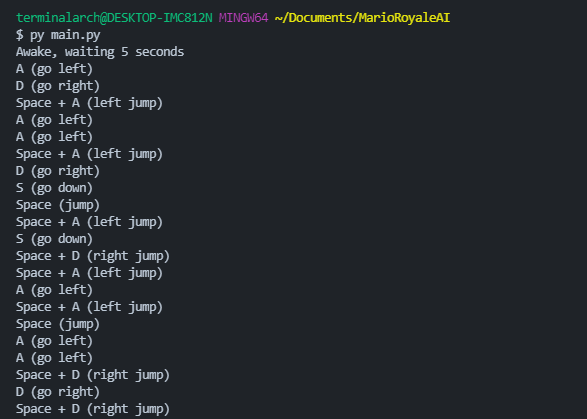 terminalarch@DESKTOP-IMC812N MINGW64 ~/Documents/MarioRoyaleAI
$ py main.py
Awake, waiting 5 seconds
A (go left)
D (go right)
Space + A (left jump)
A (go left)
A (go left)
Space + A (left jump)
D (go right)
S (go down)
Space (jump)
Space + A (left jump)
S (go down)
Space + D (right jump)
Space + A (left jump)
A (go left)
Space + A (left jump)
Space (jump)
A (go left)
A (go left)
Space + D (right jump)
D (go right)
Space + D (right jump)